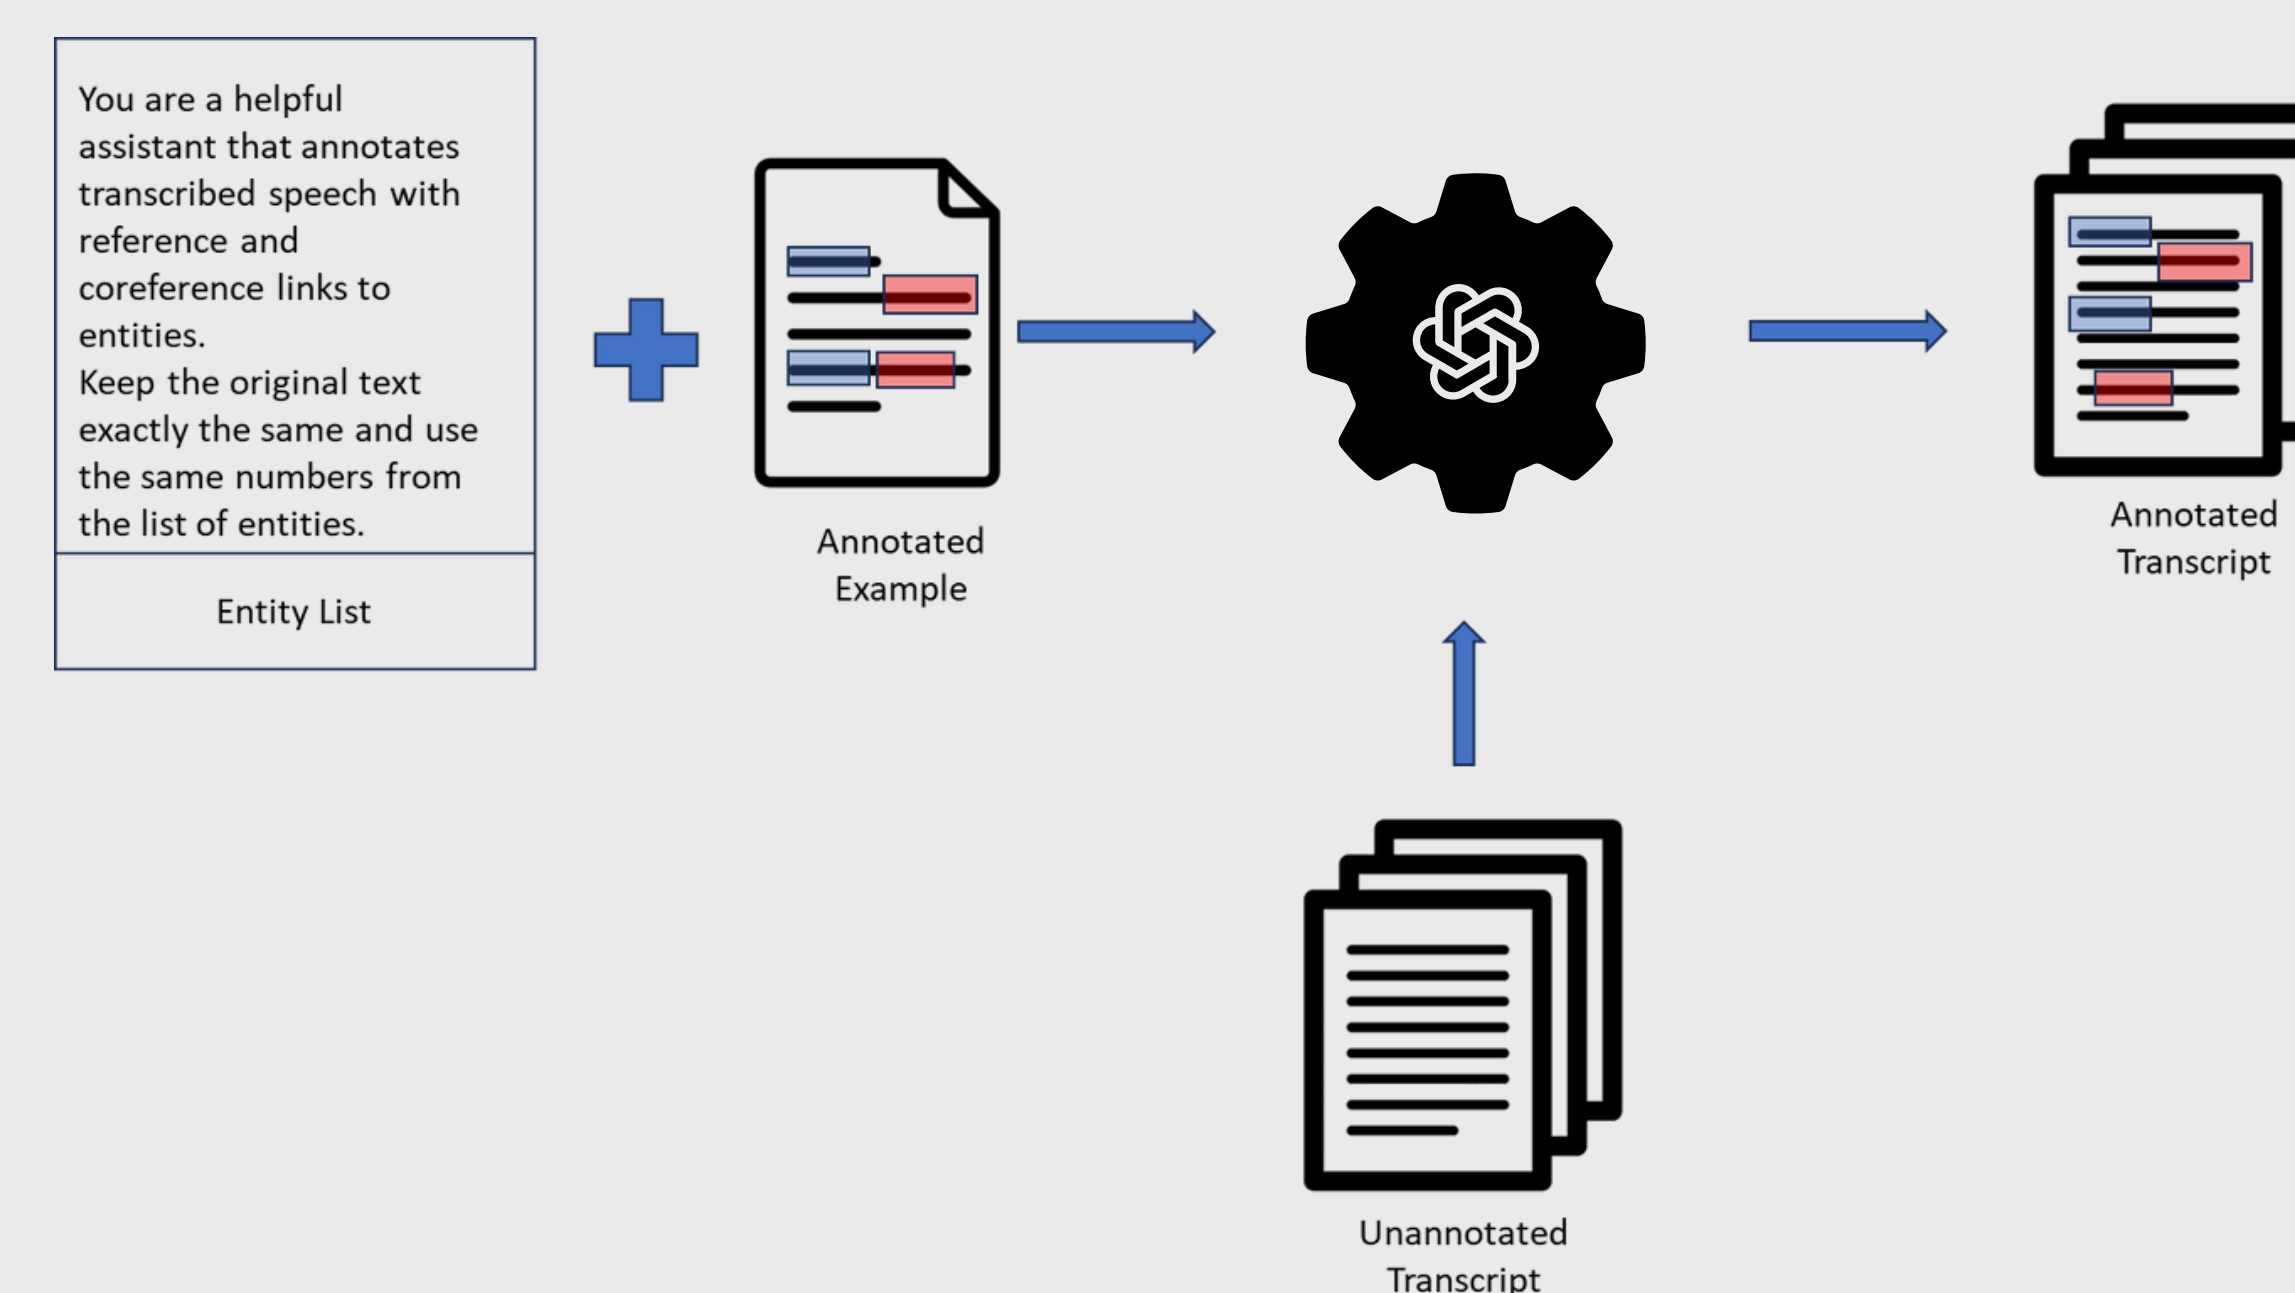 You are a helpful
assistant that annotates
transcribed speech with
reference and
coreference links to
entities.
Keep the original text
exactly the same and use
the same numbers from
the list of entities.
Entity List
Annotated
Example
Annotated
Transcript
Unannotated
Transcript